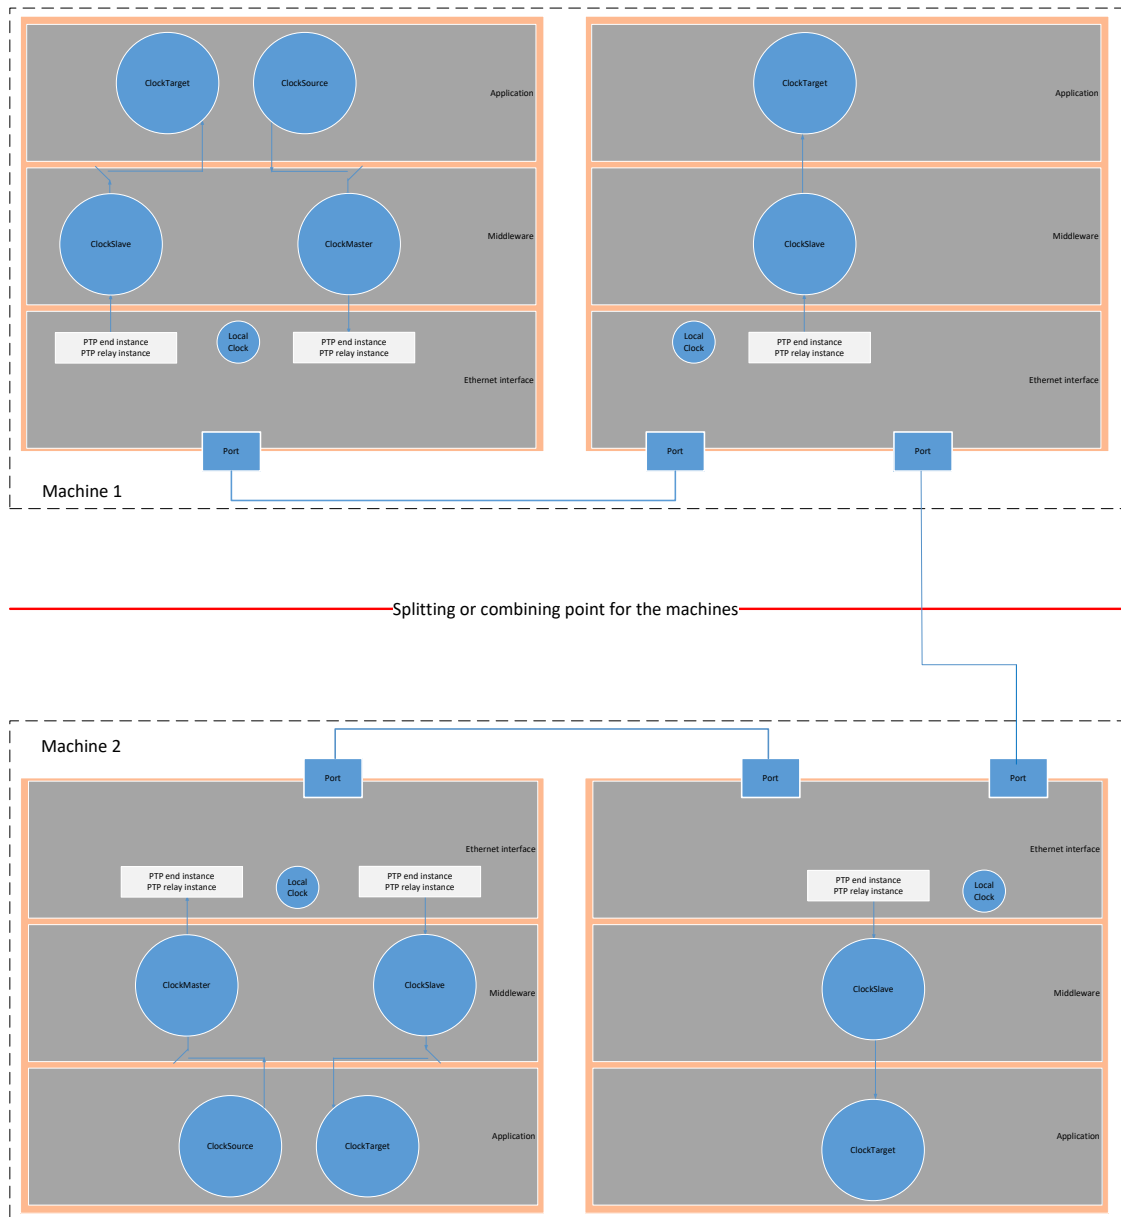 ClockTarget
ClockSource
Application
ClockSlave
ClockMaster
Middleware
PTP end instance
PTP relay instance
Local
Clock
PTP end instance
PTP relay instance
Ethernet interface
Port
ClockTarget
Application
ClockSlave
Middleware
Local
Clock
PTP end instance
PTP relay instance
Ethernet interface
Port
Port
Machine 1
Splitting or combining point for the machines
Machine 2
Port
Ethernet interface
PTP end instance
PTP relay instance
Local
Clock
PTP end instance
PTP relay instance
ClockMaster
ClockSlave
Middleware
ClockSource
ClockTarget
Application
Port
Port
Ethernet interface
PTP end instance
PTP relay instance
Local
Clock
ClockSlave
Middleware
ClockTarget
Application